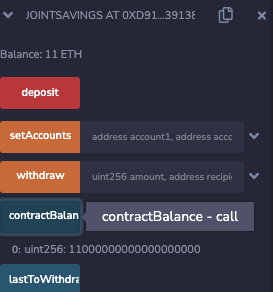 JOINTSAVINGS AT 0XD91...39138
Balance: 11 ETH
deposit
setAccounts address account1, address acco
withdraw uint256 amount, address recipie
contractBalan contractBalance - call
0: uint256: 11000000000000000000
lastToWithdra